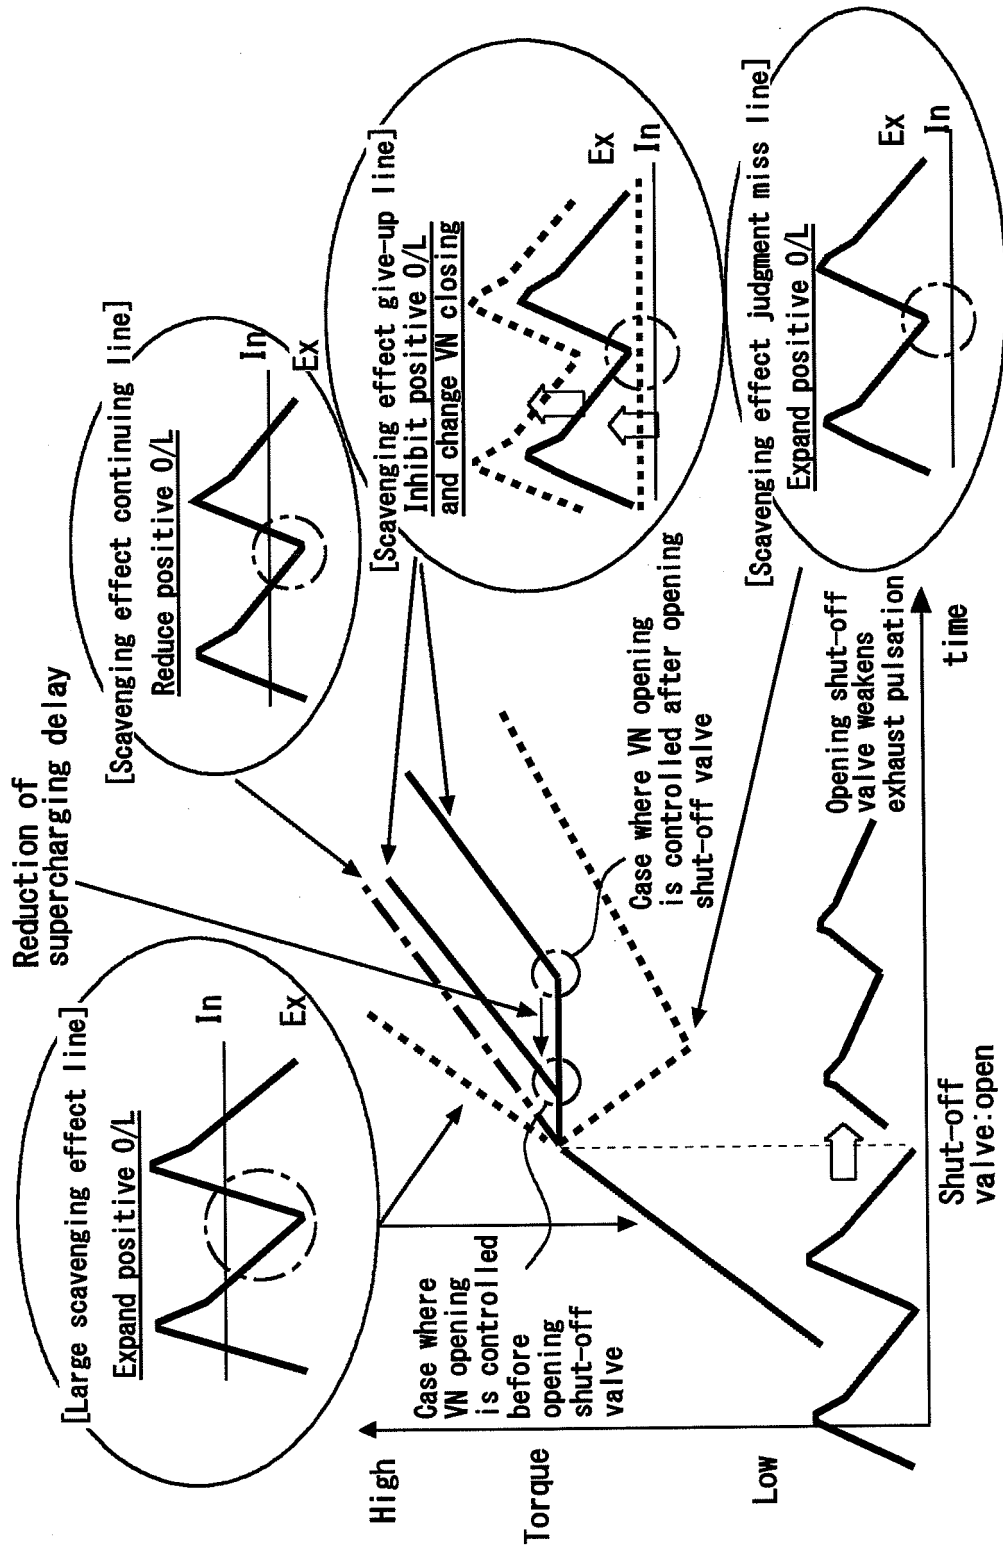 Reduction of
supercharging delay
[Large scavenging effect line]
Expand positive O/L
In
Ex
[Scavenging effect continuing line]
Reduce positive O/L
In
Ex
[Scavenging effect give-up line]
Inhibit positive O/L
and change VN closing
Ex
In
[Scavenging effect judgment miss line]
Expand positive O/L
Ex
In
High
Torque
Low
Case where
VN opening
is controlled
before
opening
shut-off
valve
Case where VN opening
is controlled after opening
shut-off valve
Opening shut-off
valve weakens
exhaust pulsation
Shut-off
valve:open
time